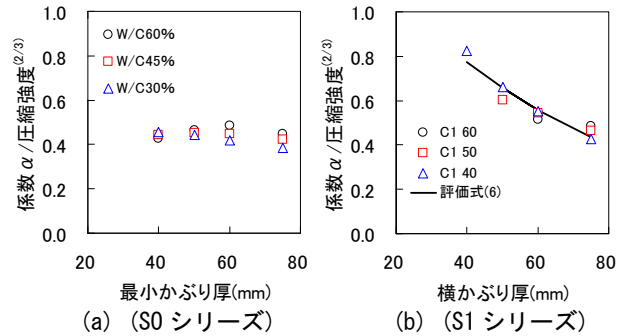 係数α/圧縮強度(2/3)
1.0
0.8
0.6
0.4
0.2
0.0
W/C60%
W/C45%
W/C30%
20 40 60 80
最小かぶり厚(mm)
(a) (S0 シリーズ)
係数α/圧縮強度(2/3)
1.0
0.8
0.6
0.4
0.2
0.0
C1 60
C1 50
C1 40
評価式(6)
20 40 60 80
横かぶり厚(mm)
(b) (S1 シリーズ)